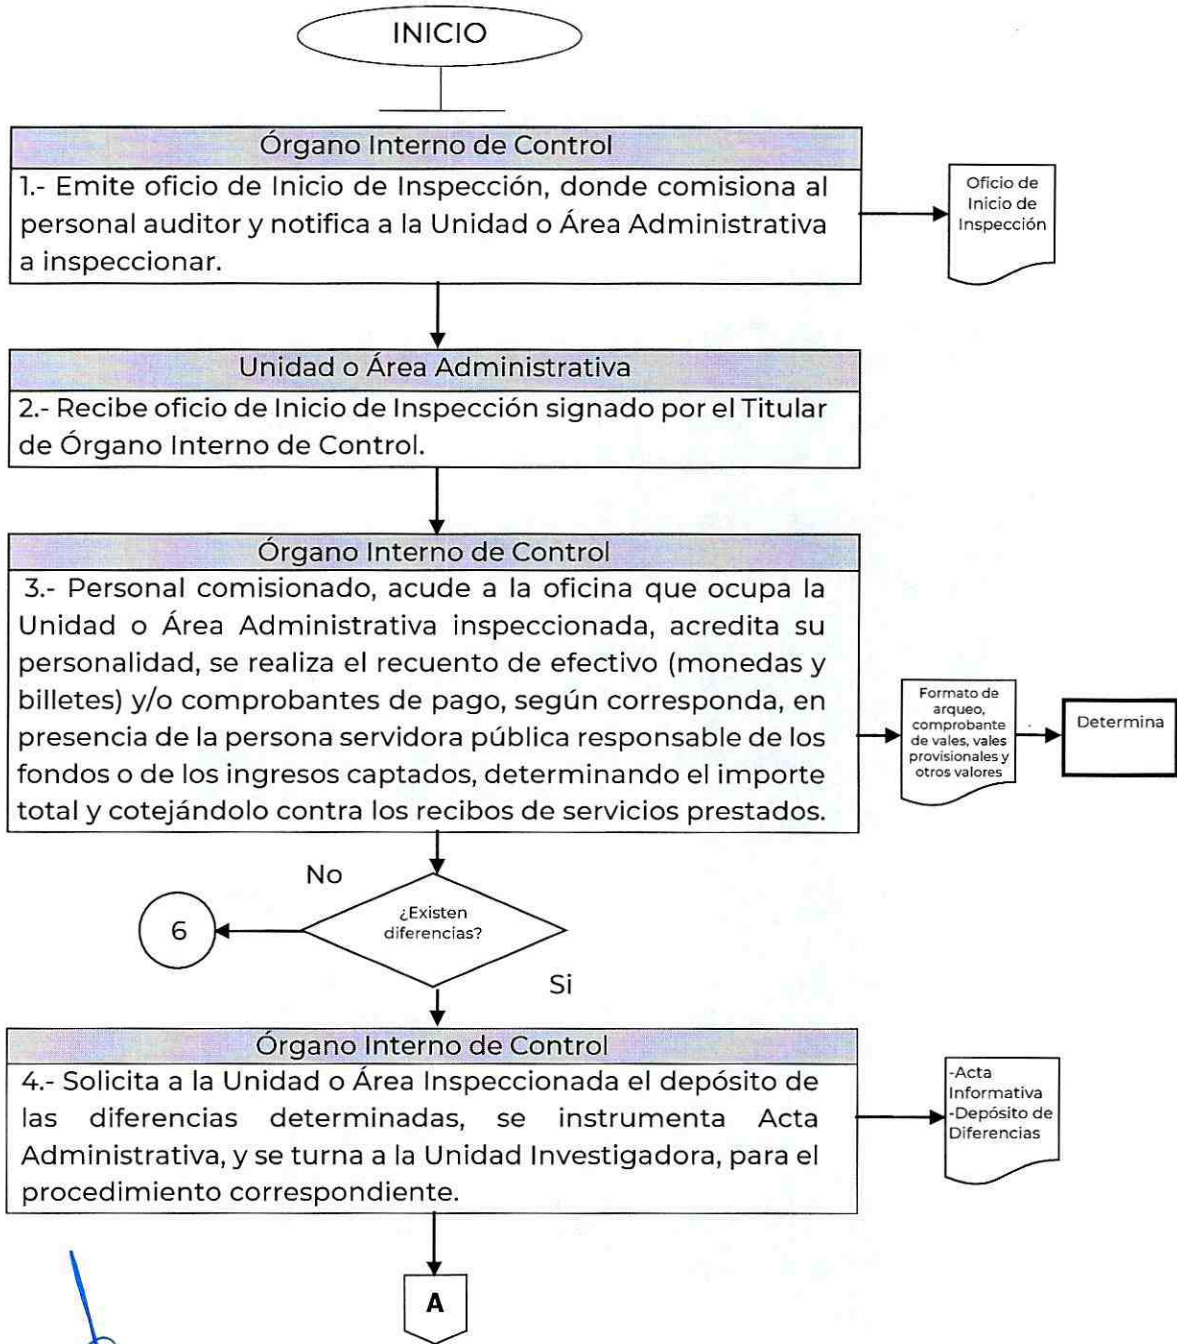 INICIO
Órgano Interno de Control
1.- Emite oficio de Inicio de Inspección, donde comisiona al
personal auditor y notifica a la Unidad o Área Administrativa
a inspeccionar.
Oficio de
Inicio de
Inspección
Unidad o Área Administrativa
2.- Recibe oficio de Inicio de Inspección signado por el Titular
de Órgano Interno de Control.
Órgano Interno de Control
3.- Personal comisionado, acude a la oficina que ocupa la
Unidad o Área Administrativa inspeccionada, acredita su
personalidad, se realiza el recuento de efectivo (monedas y
billetes) y/o comprobantes de pago, según corresponda, en
presencia de la persona servidora pública responsable de los
fondos o de los ingresos captados, determinando el importe
total y cotejándolo contra los recibos de servicios prestados.
Formato de
arqueo,
comprobante
de vales, vales
provisionales y
otros valores
Determina
No
¿Existen
diferencias?
6
Si
Órgano Interno de Control
4.- Solicita a la Unidad o Área Inspeccionada el depósito de
las diferencias determinadas, se instrumenta Acta
Administrativa, y se turna a la Unidad Investigadora, para el
procedimiento correspondiente.
-Acta
Informativa
-Depósito de
Diferencias
A